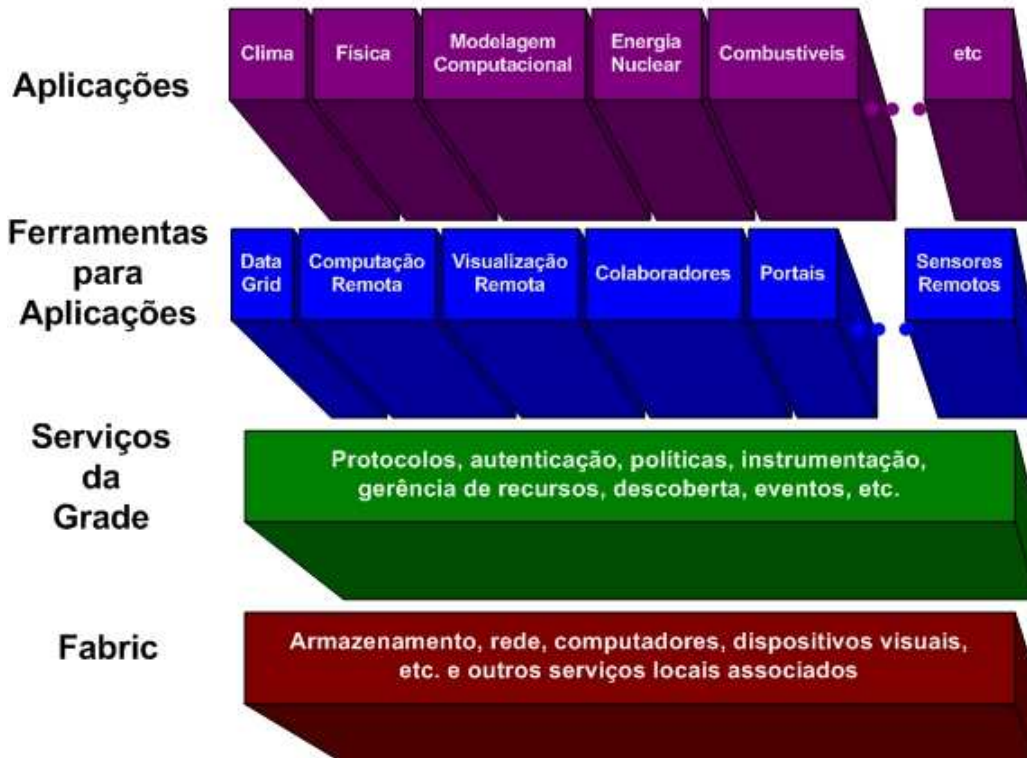 Aplicações
Clima
Física
Modelagem
Computacional
Energia
Nuclear
Combustíveis
etc
Ferramentas
para
Aplicações
Data
Grid
Computação
Remota
Visualização
Remota
Colaboradores
Portais
Sensores
Remotos
Serviços
da
Grade
Protocolos, autenticação, políticas, instrumentação,
gerência de recursos, descoberta, eventos, etc.
Fabric
Armazenamento, rede, computadores, dispositivos visuais,
etc. e outros serviços locais associados